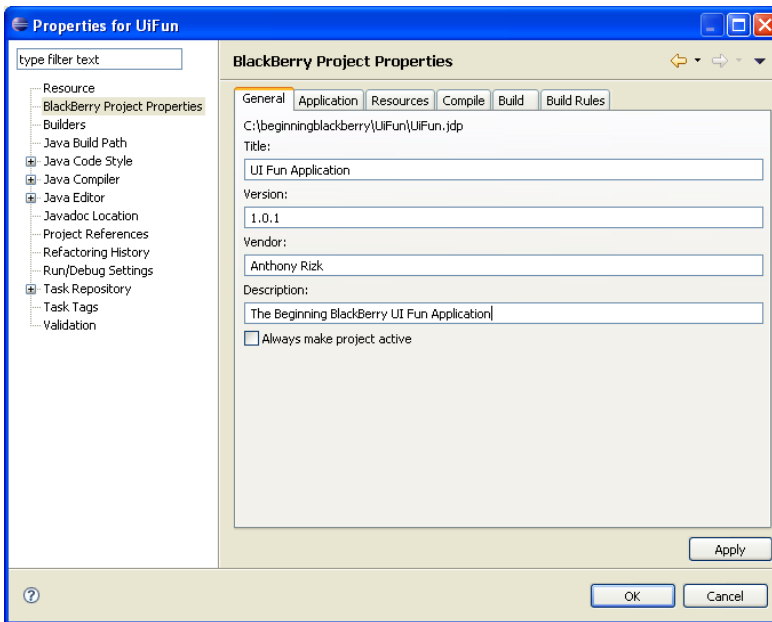 Properties for UiFun
type filter text
Resource
BlackBerry Project Properties
Builders
Java Build Path
Java Code Style
Java Compiler
Java Editor
Javadoc Location
Project References
Refactoring History
Run/Debug Settings
Task Repository
Task Tags
Validation
BlackBerry Project Properties
General Application Resources Compile Build Build Rules
C:\beginningblackberry\UiFun\UiFun.jdp
Title:
UI Fun Application
Version:
1.0.1
Vendor:
Anthony Rizk
Description:
The Beginning BlackBerry UI Fun Application
Always make project active
Apply
OK Cancel